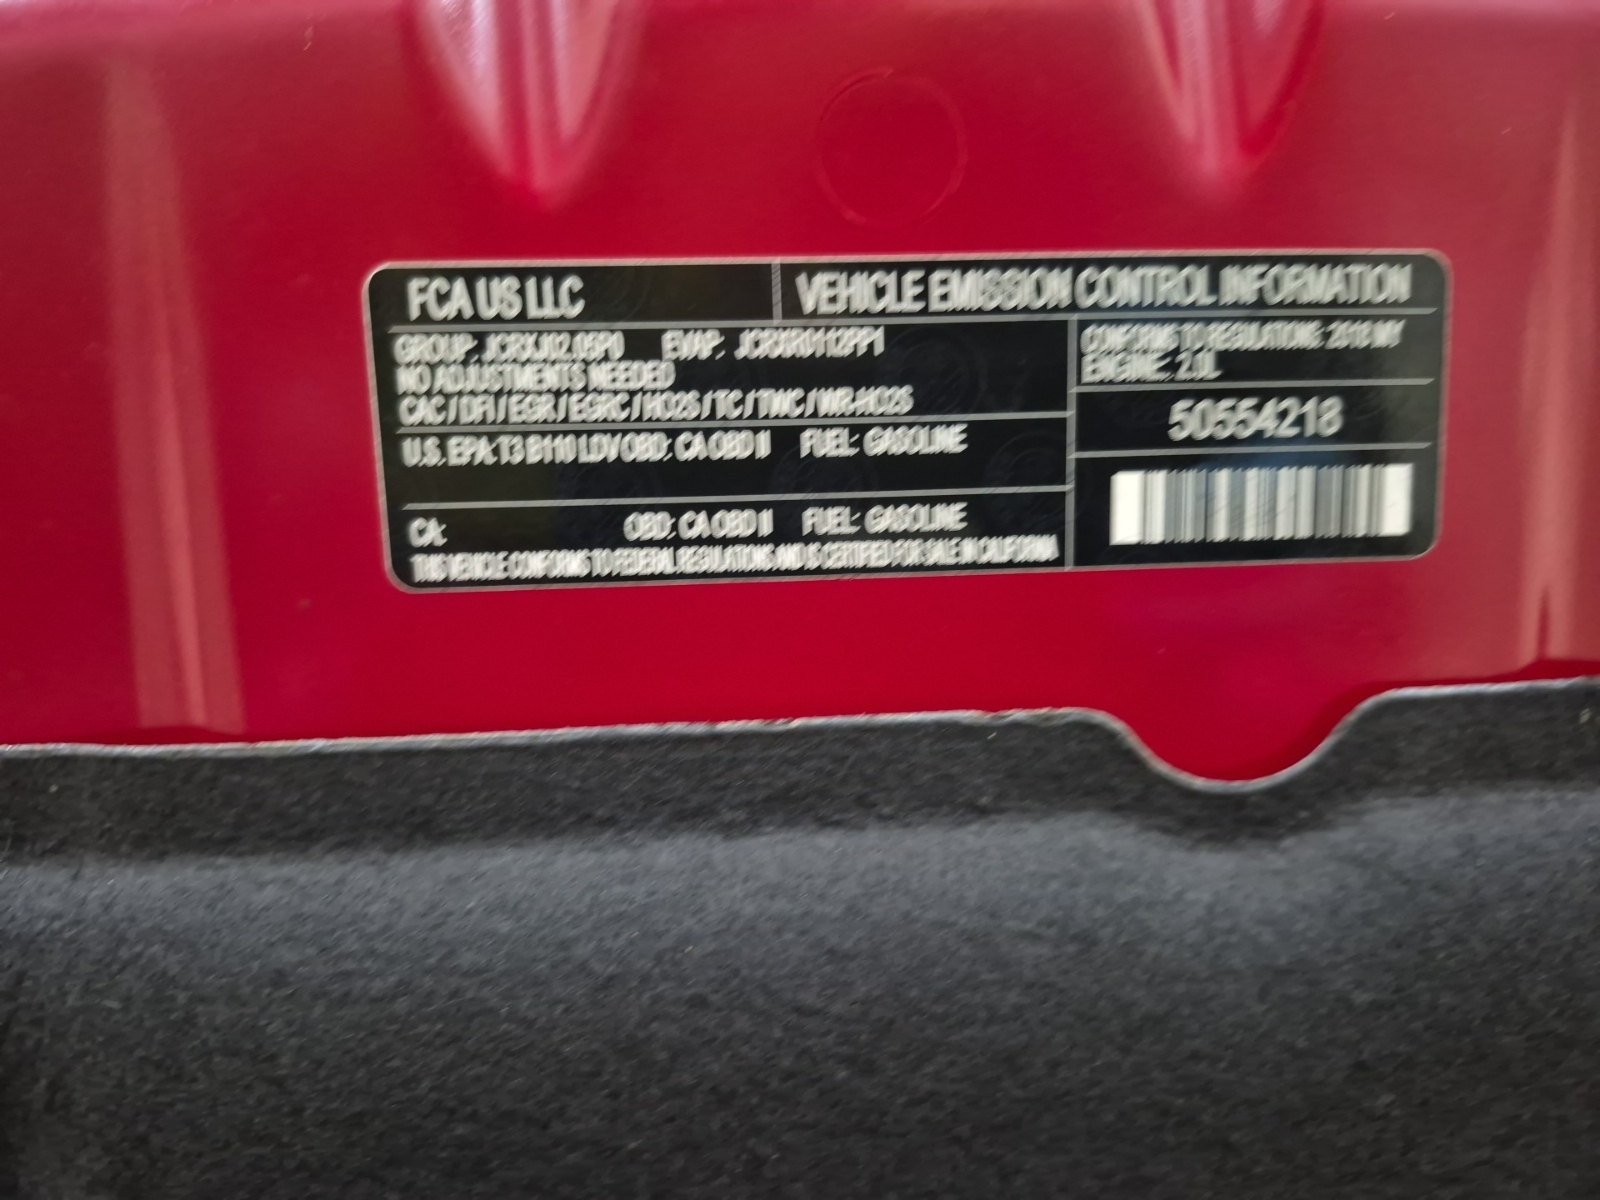 FCA US LLC
VEHICLE EMISSION CONTROL INFORMATION
GROUP: JCRXJ02.05P0 EVAP: JCRXR0112PP1
NO ADJUSTMENTS NEEDED
CAC / DFI / EGR / EGRC / HO2S / TC / TWC / WR-HO2S
U.S. EPA: T3 B110 LDV OBD: CA OBD II FUEL: GASOLINE
CA: OBD: CA OBD II FUEL: GASOLINE
THIS VEHICLE CONFORMS TO FEDERAL REGULATIONS AND IS CERTIFIED FOR SALE IN CALIFORNIA
CONFORMS TO REGULATIONS: 2018 MY
ENGINE: 2.0L
50554218